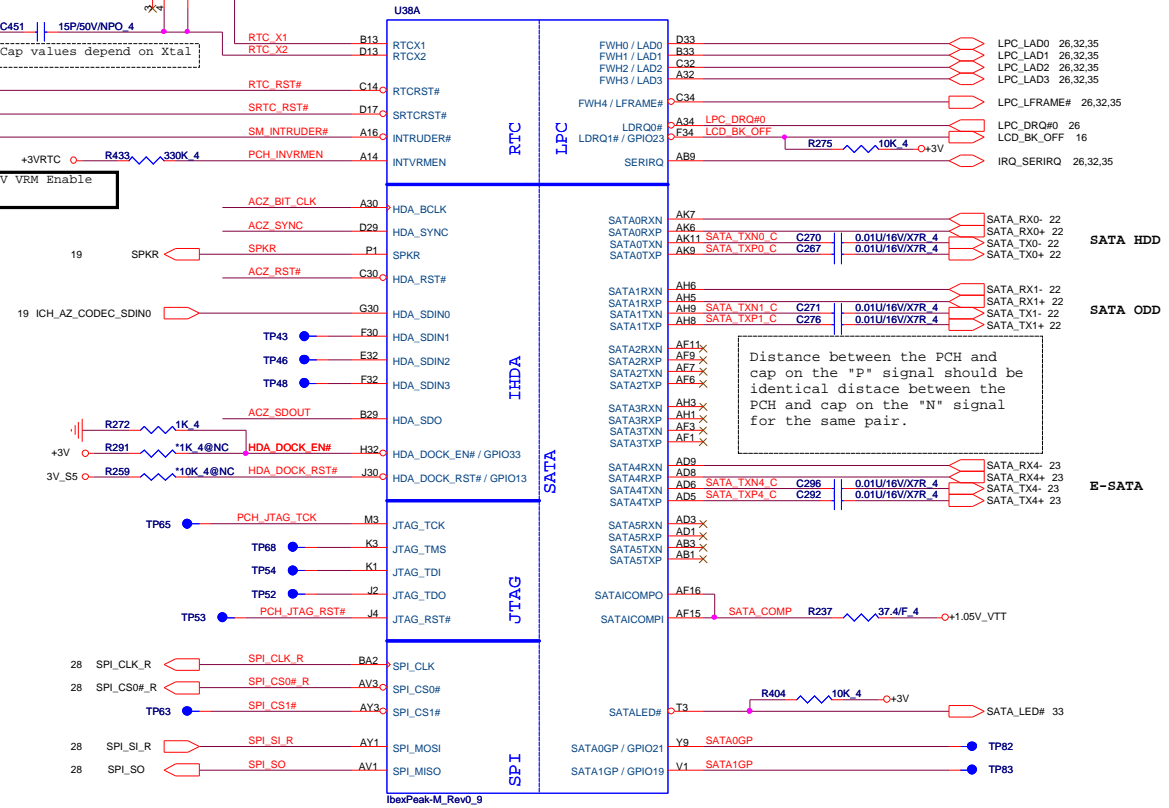 U38A
C451 15P/50V/NPO_4
Cap values depend on Xtal
RTC_X1 B13 RTCX1
RTC_X2 D13 RTCX2
RTC_RST# C14 RTCRST#
SRTC_RST# D17 SRTCRST#
SM_INTRUDER# A16 INTRUDER#
+3VRTC R433 330K_4 PCH_INVRMEN A14 INTVRMEN
V VRM Enable
RTC
LPC
FWH0 / LAD0 D33 LPC_LAD0 26,32,35
FWH1 / LAD1 B33 LPC_LAD1 26,32,35
FWH2 / LAD2 C32 LPC_LAD2 26,32,35
FWH3 / LAD3 A32 LPC_LAD3 26,32,35
FWH4 / LFRAME# C34 LPC_LFRAME# 26,32,35
LDRQ0# A34 LPC_DRQ#0 LPC_DRQ#0 26
LDRQ1# / GPIO23 F34 LCD_BK_OFF LCD_BK_OFF 16
R275 10K_4 +3V
SERIRQ AB9 IRQ_SERIRQ 26,32,35
ACZ_BIT_CLK A30 HDA_BCLK
ACZ_SYNC D29 HDA_SYNC
19 SPKR SPKR P1 SPKR
ACZ_RST# C30 HDA_RST#
19 ICH_AZ_CODEC_SDIN0 G30 HDA_SDIN0
TP43 F30 HDA_SDIN1
TP46 E32 HDA_SDIN2
TP48 F32 HDA_SDIN3
ACZ_SDOUT B29 HDA_SDO
R272 1K_4
+3V R291 *1K_4@NC HDA_DOCK_EN# H32 HDA_DOCK_EN# / GPIO33
3V_S5 R259 *10K_4@NC HDA_DOCK_RST# J30 HDA_DOCK_RST# / GPIO13
IHDA
SATA
SATA0RXN AK7 SATA_RX0- 22
SATA0RXP AK6 SATA_RX0+ 22
SATA0TXN AK11 SATA_TXN0_C C270 0.01U/16V/X7R_4 SATA_TX0- 22
SATA0TXP AK9 SATA_TXP0_C C267 0.01U/16V/X7R_4 SATA_TX0+ 22
SATA HDD
SATA1RXN AH6 SATA_RX1- 22
SATA1RXP AH5 SATA_RX1+ 22
SATA1TXN AH9 SATA_TXN1_C C271 0.01U/16V/X7R_4 SATA_TX1- 22
SATA1TXP AH8 SATA_TXP1_C C276 0.01U/16V/X7R_4 SATA_TX1+ 22
SATA ODD
SATA2RXN AF11
SATA2RXP AF9
SATA2TXN AF7
SATA2TXP AF6
SATA3RXN AH3
SATA3RXP AH1
SATA3TXN AF3
SATA3TXP AF1
Distance between the PCH and
cap on the "P" signal should be
identical distace between the
PCH and cap on the "N" signal
for the same pair.
SATA4RXN AD9 SATA_RX4- 23
SATA4RXP AD8 SATA_RX4+ 23
SATA4TXN AD6 SATA_TXN4_C C296 0.01U/16V/X7R_4 SATA_TX4- 23
SATA4TXP AD5 SATA_TXP4_C C292 0.01U/16V/X7R_4 SATA_TX4+ 23
E-SATA
SATA5RXN AD3
SATA5RXP AD1
SATA5TXN AB3
SATA5TXP AB1
SATAICOMPO AF16
SATAICOMPI AF15 SATA_COMP R237 37.4/F_4 +1.05V_VTT
TP65 PCH_JTAG_TCK M3 JTAG_TCK
TP68 K3 JTAG_TMS
TP54 K1 JTAG_TDI
TP52 J2 JTAG_TDO
TP53 PCH_JTAG_RST# J4 JTAG_RST#
JTAG
28 SPI_CLK_R SPI_CLK_R BA2 SPI_CLK
28 SPI_CS0#_R SPI_CS0#_R AV3 SPI_CS0#
TP63 SPI_CS1# AY3 SPI_CS1#
28 SPI_SI_R SPI_SI_R AY1 SPI_MOSI
28 SPI_SO SPI_SO AV1 SPI_MISO
SPI
R404 10K_4 +3V
SATALED# T3 SATA_LED# 33
SATA0GP / GPIO21 Y9 SATA0GP TP82
SATA1GP / GPIO19 V1 SATA1GP TP83
IbexPeak-M_Rev0_9